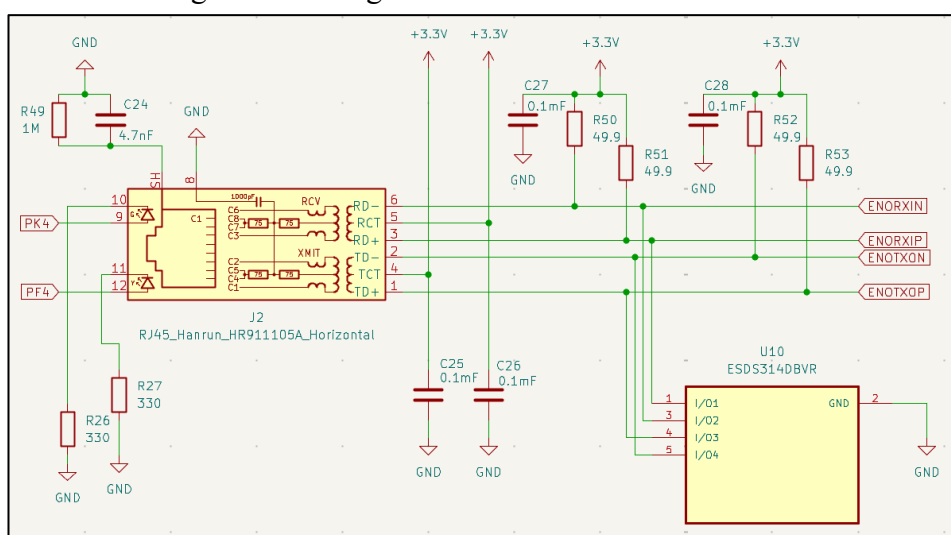 GND
+3.3V
+3.3V
+3.3V
+3.3V
R49
1M
C24
4.7nF
GND
C27
0.1mF
GND
R50
49.9
R51
49.9
C28
0.1mF
GND
R52
49.9
R53
49.9
HS
8
10
9
11
12
PK4
PF4
G
Y
C1
1000pF
RCV
C6
C8
C7
C3
75
75
XMIT
C2
C5
C4
C1
75
75
RD-
RCT
RD+
TD-
TCT
TD+
6
5
3
2
4
1
ENORXIN
ENORXIP
ENOTXON
ENOTXOP
J2
RJ45_Hanrun_HR911105A_Horizontal
R27
330
R26
330
GND
GND
C25
0.1mF
C26
0.1mF
GND
GND
U10
ESDS314DBVR
1
3
4
5
I/O1
I/O2
I/O3
I/O4
GND
2
GND